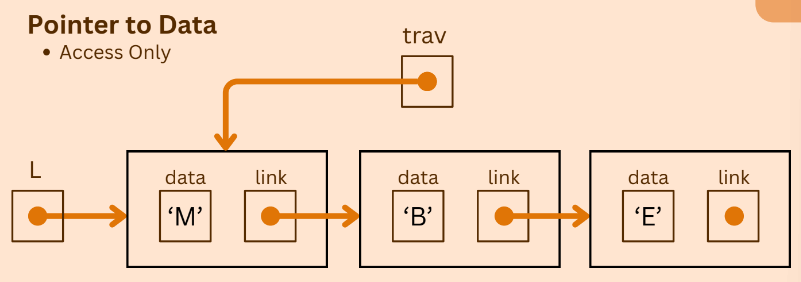 Pointer to Data
• Access Only
trav
L
data link
data link
data link
‘M’
‘B’
‘E’